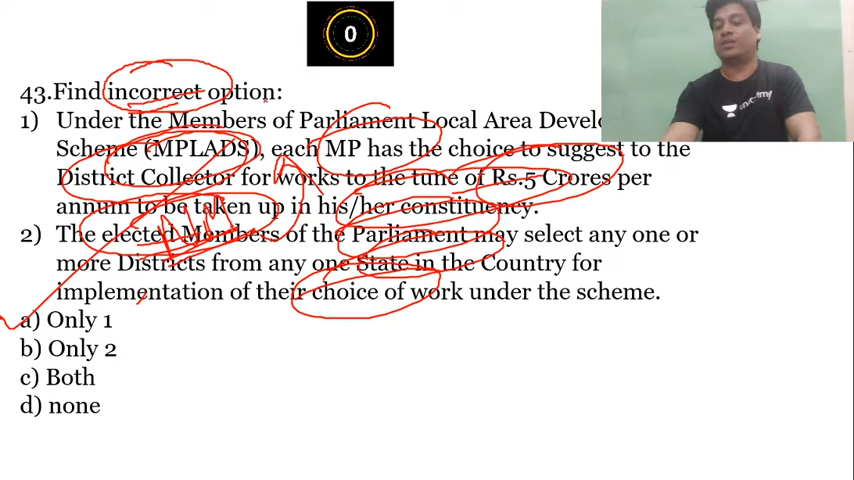 0
unacademy
43.Find incorrect option:
1) Under the Members of Parliament Local Area Develo
Scheme (MPLADS), each MP has the choice to suggest to the
District Collector for works to the tune of Rs.5 Crores per
annum to be taken up in his/her constituency.
2) The elected Members of the Parliament may select any one or
more Districts from any one State in the Country for
implementation of their choice of work under the scheme.
a) Only 1
b) Only 2
c) Both
d) none